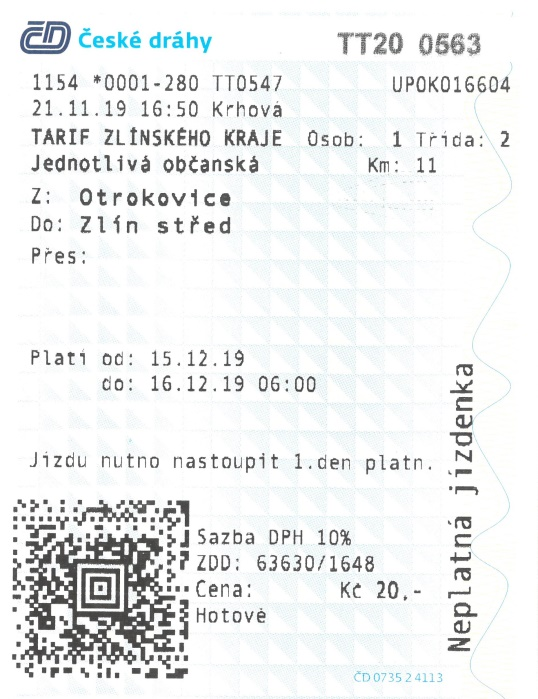 ČD České dráhy
TT20 0563
1154 *0001-280 TT0547 UPOK016604
21.11.19 16:50 Krhová
TARIF ZLÍNSKÉHO KRAJE Osob: 1 Třída: 2
Jednotlivá občanská Km: 11
Z: Otrokovice
Do: Zlín střed
Přes:
Platí od: 15.12.19
do: 16.12.19 06:00
Jízdu nutno nastoupit 1.den platn.
Sazba DPH 10%
ZDD: 63630/1648
Cena: Kč 20,-
Hotově
Neplatná jízdenka
ČD 0735 2 4113